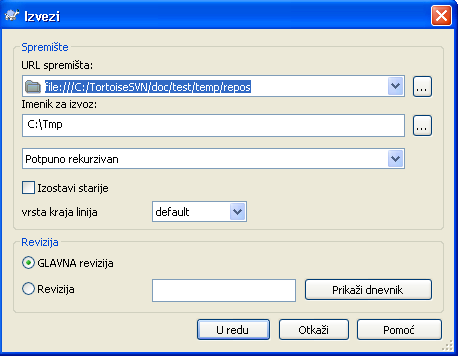 Izvezi
Spremište
URL spremišta:
file:///C:/TortoiseSVN/doc/test/temp/repos
...
Imenik za izvoz:
C:\Tmp
...
Potpuno rekurzivan
Izostavi starije
vrsta kraja linija default
Revizija
GLAVNA revizija
Revizija Prikaži dnevnik
U redu Otkaži Pomoć